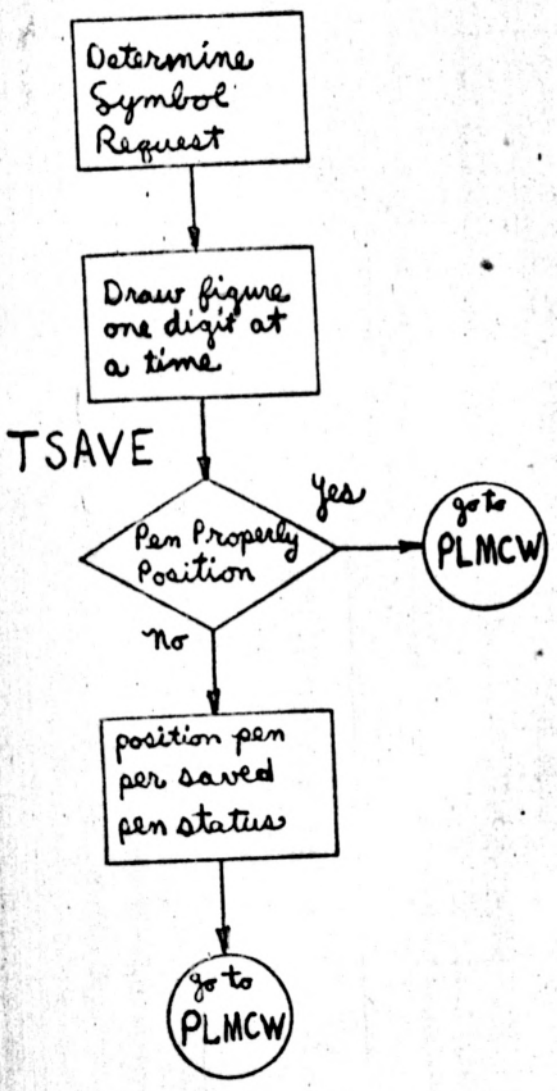 Determine
Symbol
Request
Draw figure
one digit at
a time
TSAVE
Pen Properly
Position
Yes
go to
PLMCW
No
position pen
per saved
pen status
go to
PLMCW